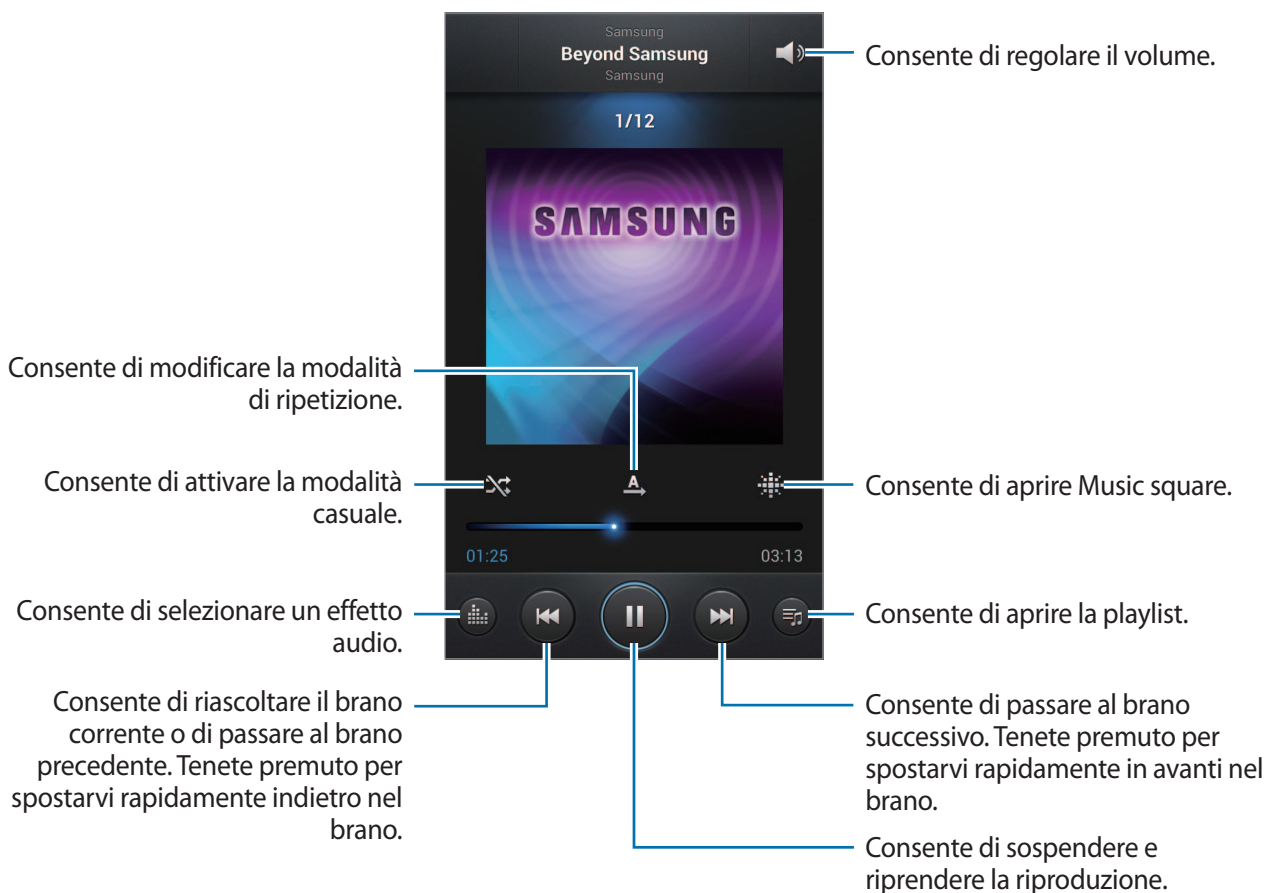 Samsung
Beyond Samsung
Samsung
Consente di regolare il volume.
1/12
SAMSUNG
Consente di modificare la modalità
di ripetizione.
A
Consente di attivare la modalità
casuale.
Consente di aprire Music square.
01:25
03:13
Consente di selezionare un effetto
audio.
Consente di aprire la playlist.
Consente di riascoltare il brano
corrente o di passare al brano
precedente. Tenete premuto per
spostarvi rapidamente indietro nel
brano.
Consente di passare al brano
successivo. Tenete premuto per
spostarvi rapidamente in avanti nel
brano.
Consente di sospendere e
riprendere la riproduzione.